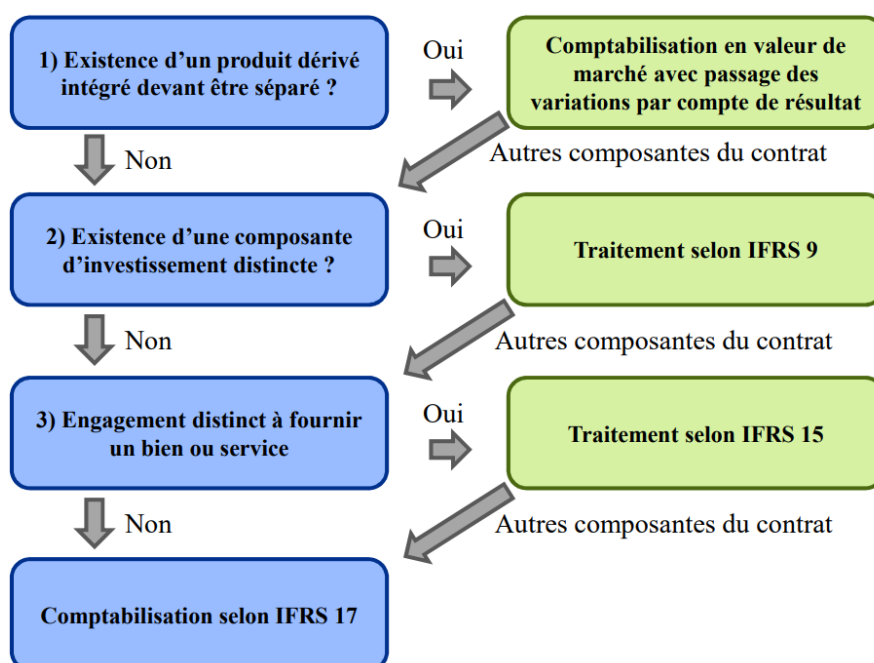 1) Existence d’un produit dérivé
intégré devant être séparé ?
Oui
Comptabilisation en valeur de
marché avec passage des
variations par compte de résultat
Non
Autres composantes du contrat
2) Existence d’une composante
d’investissement distincte ?
Oui
Traitement selon IFRS 9
Non
Autres composantes du contrat
3) Engagement distinct à fournir
un bien ou service
Oui
Traitement selon IFRS 15
Non
Autres composantes du contrat
Comptabilisation selon IFRS 17